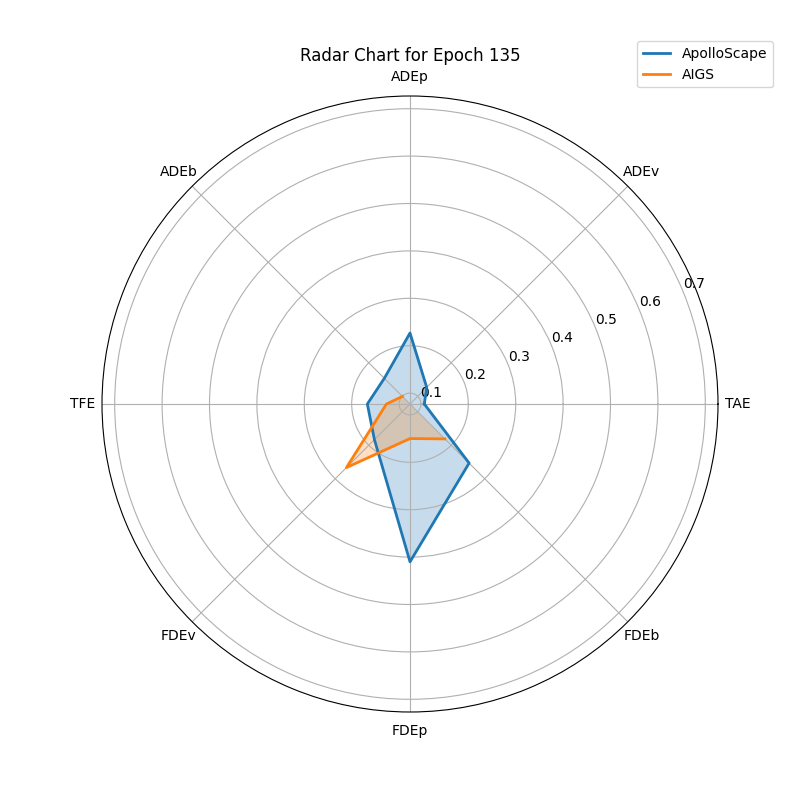 Radar Chart for Epoch 135
ApolloScape
AIGS
ADEp
ADEb
ADEv
0.7
0.6
0.5
0.4
0.3
0.2
0.1
TFE
TAE
FDEv
FDEb
FDEp